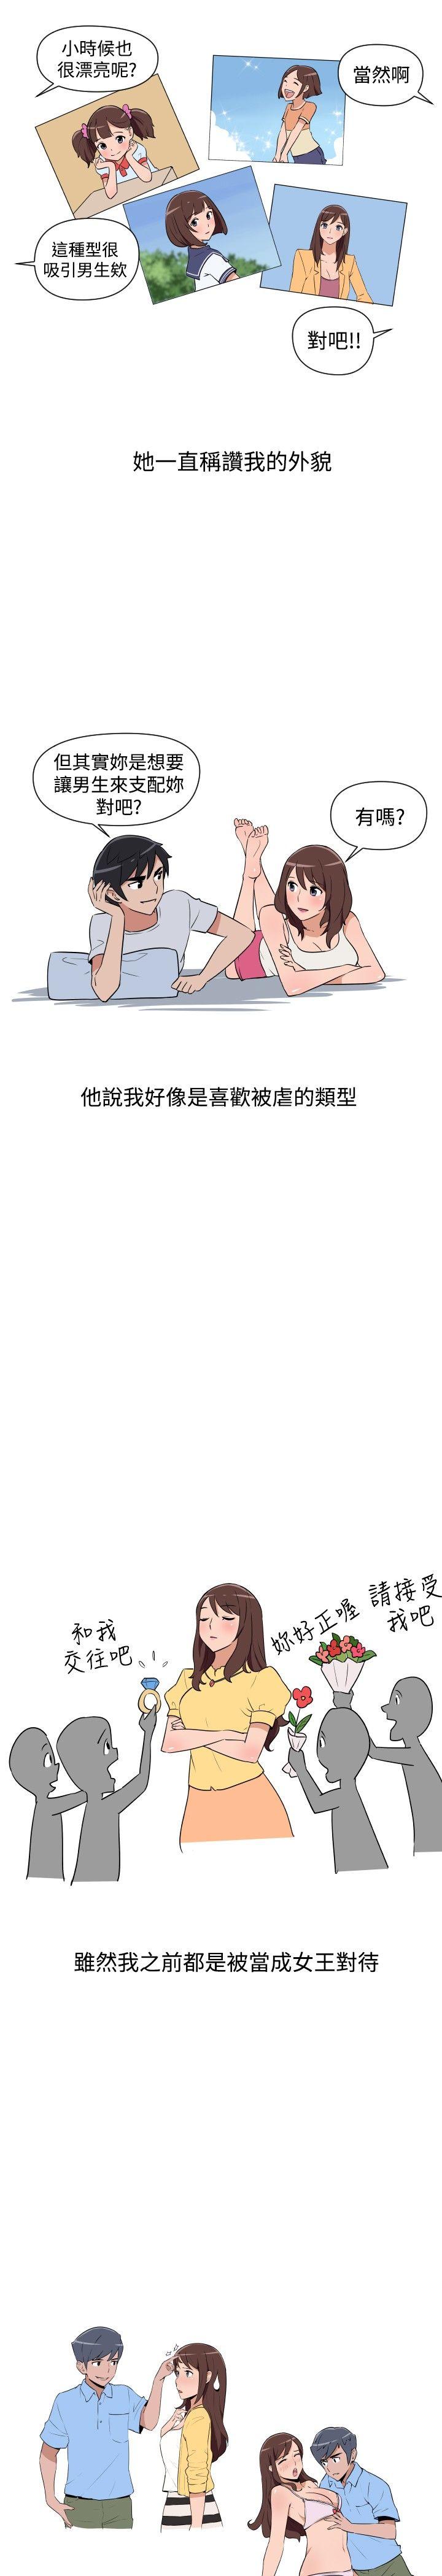 小時候也
很漂亮呢?
當然啊
這種型很
吸引男生欸
對吧!!
她一直稱讚我的外貌
但其實妳是想要
讓男生來支配妳
對吧?
有嗎?
他說我好像是喜歡被虐的類型
和我
交往吧
妳好正喔
請接受
我吧
雖然我之前都是被當成女王對待